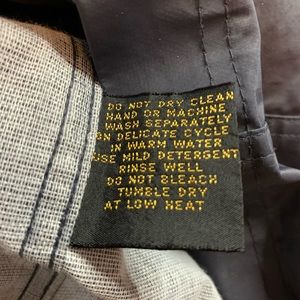 DO NOT DRY CLEAN
HAND OR MACHINE
WASH SEPARATELY
ON DELICATE CYCLE
IN WARM WATER
USE MILD DETERGENT
RINSE WELL
DO NOT BLEACH
TUMBLE DRY
AT LOW HEAT